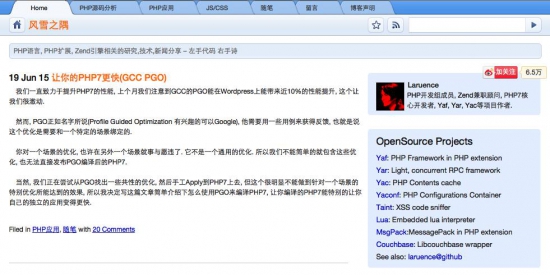 Home PHP源码分析 PHP应用 JS/CSS 随笔 留言 博客声明
风雪之隅
PHP语言, PHP扩展, Zend引擎相关的研究,技术,新闻分享 – 左手代码 右手诗
19 Jun 15 让你的PHP7更快(GCC PGO)
我们一直致力于提升PHP7的性能, 上个月我们注意到GCC的PGO能在Wordpress上能带来近10%的性能提升, 这个让
我们很激动.
然而, PGO正如名字所说(Profile Guided Optimization 有兴趣的可以Google), 他需要用一些用例来获得反馈, 也就是说
这个优化是需要和一个特定的场景绑定的.
你对一个场景的优化, 也许在另外一个场景就事与愿违了. 它不是一个通用的优化. 所以我们不能简单的就包含这些优
化, 也无法直接发布PGO编译后的PHP7.
当然, 我们正在尝试从PGO找出一些共性的优化, 然后手工Apply到PHP7上去, 但这个很明显不能做到针对一个场景的
特别优化所能达到的效果, 所以我决定写这篇文章简单介绍下怎么使用PGO来编译PHP7, 让你编译的PHP7能特别的让你
自己的独立的应用变得更快.
Filed in PHP应用, 随笔 with 20 Comments
加关注 6.5万
Laruence
PHP开发组成员, Zend兼职顾问, PHP7核
心开发者, Yaf, Yar, Yac等项目作者.
OpenSource Projects
Yaf: PHP Framework in PHP extension
Yar: Light, concurrent RPC framework
Yac: PHP Contents cache
Yaconf: PHP Configurations Container
Taint: XSS code sniffer
Lua: Embedded lua interpreter
MsgPack:MessagePack in PHP extension
Couchbase: Libcouchbase wrapper
See also: laruence@github